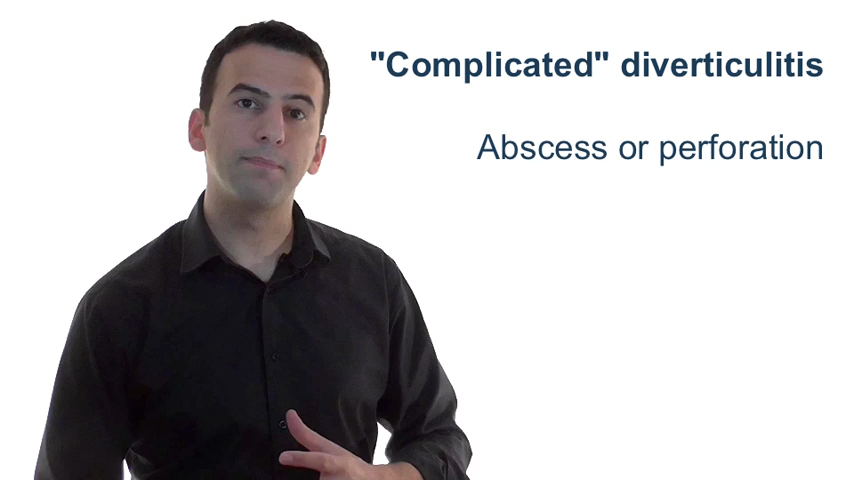 "Complicated" diverticulitis
Abscess or perforation